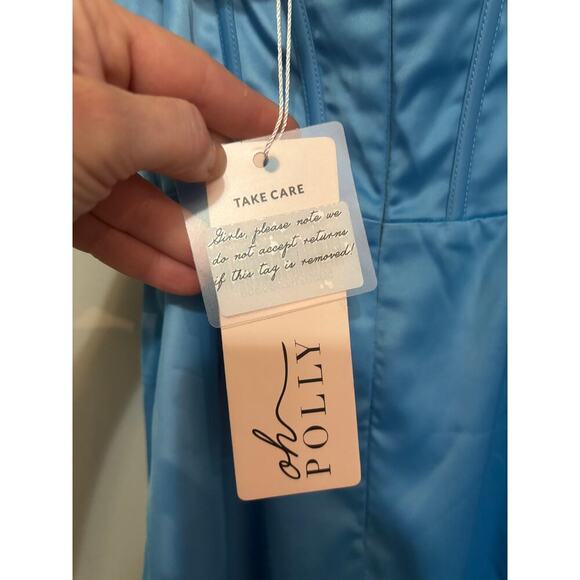 TAKE CARE
Girls, please note we
do not accept returns
if this tag is removed!
oh
POLLY